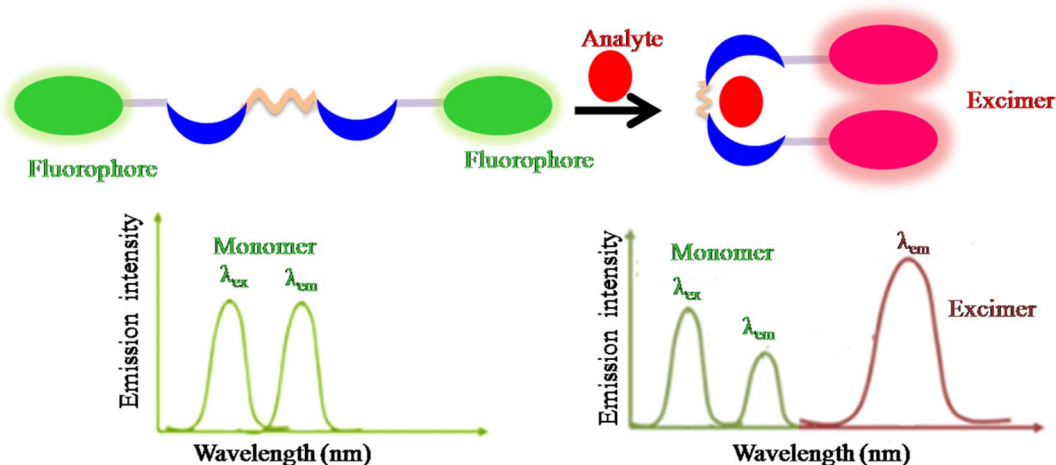 Analyte
Fluorophore
Fluorophore
Excimer
Emission intensity
Monomer
λex
λem
Wavelength (nm)
Emission intensity
Monomer
λex
λem
λem
Excimer
Wavelength (nm)